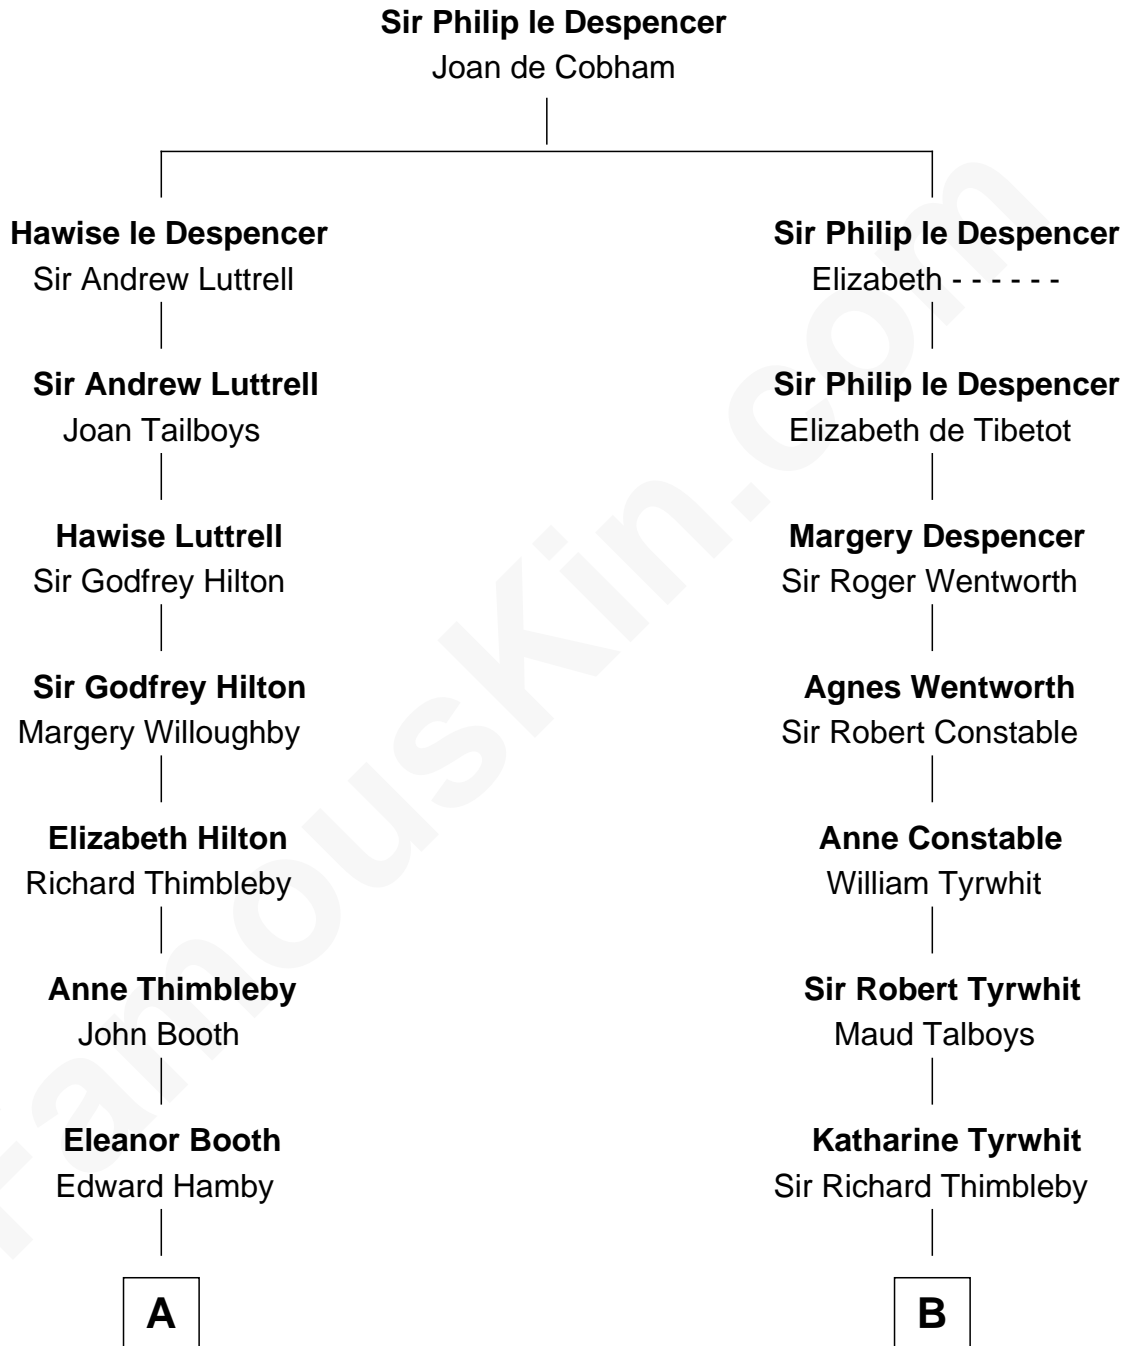 Sir Philip le Despencer
Joan de Cobham
Hawise le Despencer
Sir Andrew Luttrell
Sir Philip le Despencer
Elizabeth - - - - - -
Sir Andrew Luttrell
Joan Tailboys
Sir Philip le Despencer
Elizabeth de Tibetot
Hawise Luttrell
Sir Godfrey Hilton
Margery Despencer
Sir Roger Wentworth
Sir Godfrey Hilton
Margery Willoughby
Agnes Wentworth
Sir Robert Constable
Elizabeth Hilton
Richard Thimbleby
Anne Constable
William Tyrwhit
Anne Thimbleby
John Booth
Sir Robert Tyrwhit
Maud Talboys
Eleanor Booth
Edward Hamby
Katharine Tyrwhit
Sir Richard Thimbleby
A
B
FamousKin.com